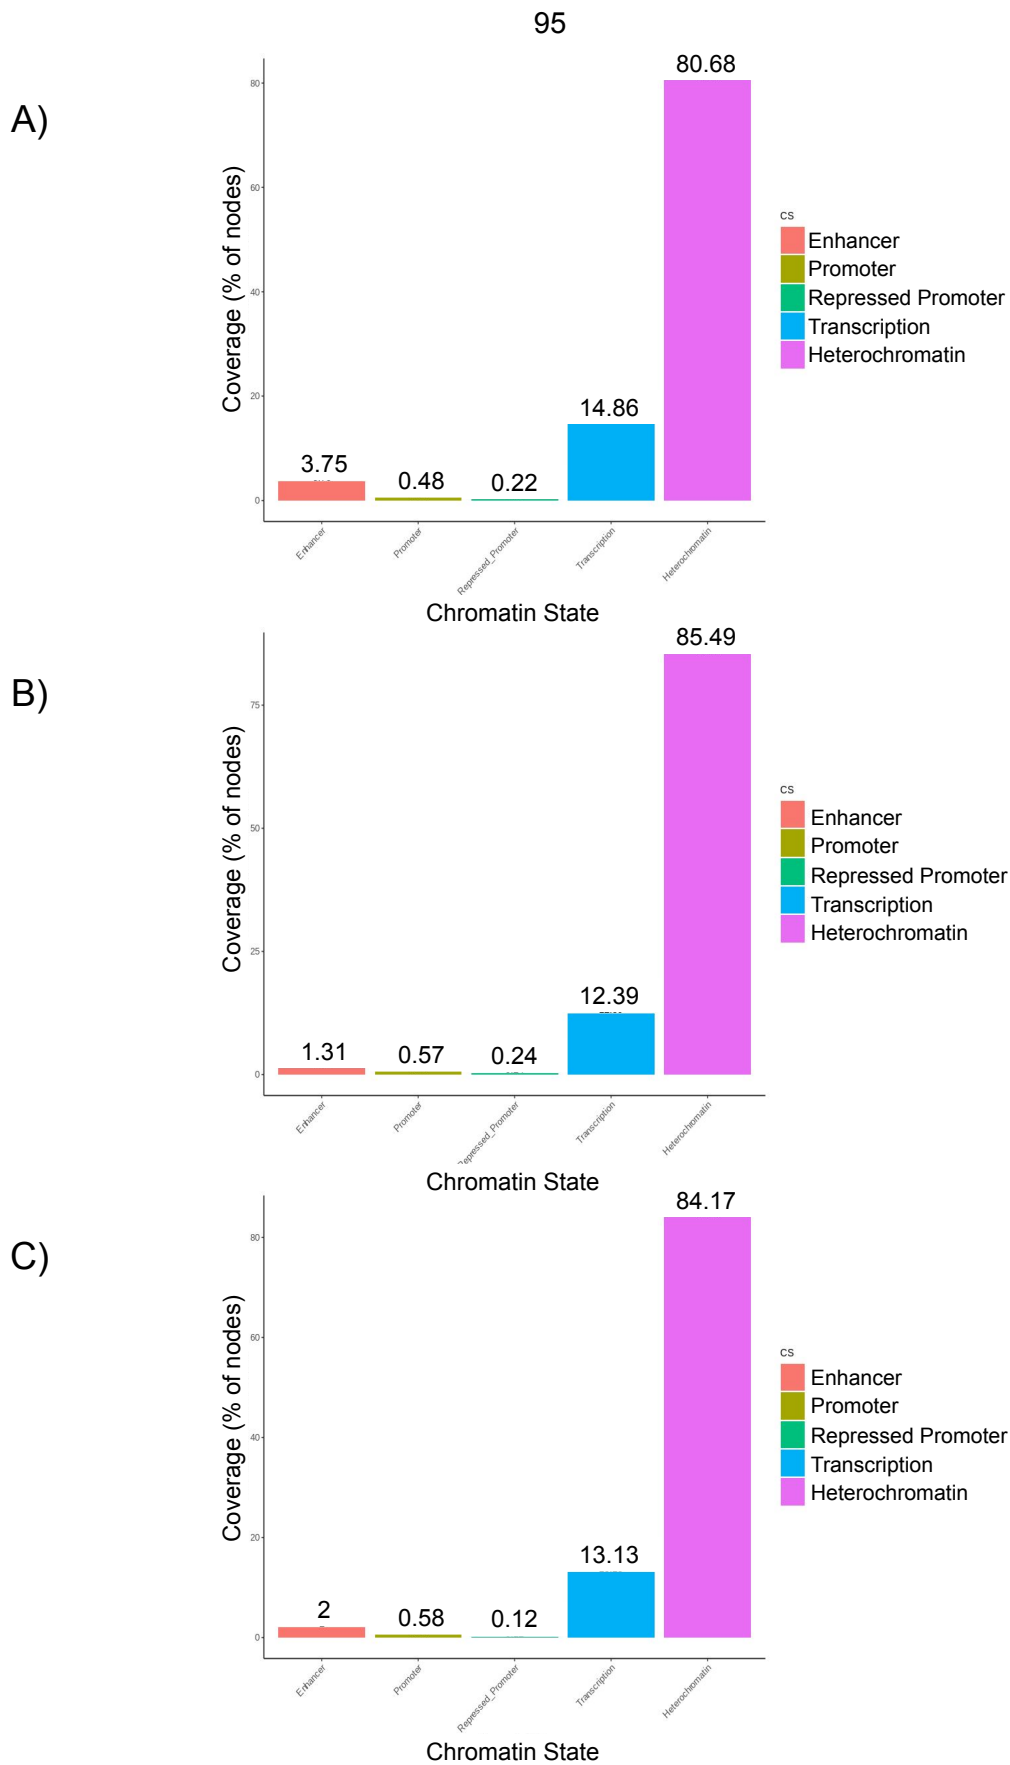 95
A)
80.68
80
60
40
20
0
Coverage (% of nodes)
3.75
0.48
0.22
14.86
Enhancer
Promoter
Repressed_Promoter
Transcription
Heterochromatin
Chromatin State
cs
Enhancer
Promoter
Repressed Promoter
Transcription
Heterochromatin
B)
85.49
75
50
25
0
Coverage (% of nodes)
1.31
0.57
0.24
12.39
Enhancer
Promoter
epressed_Promoter
Transcription
Heterochromatin
Chromatin State
cs
Enhancer
Promoter
Repressed Promoter
Transcription
Heterochromatin
C)
84.17
80
60
40
20
0
Coverage (% of nodes)
2
0.58
0.12
13.13
Enhancer
Promoter
Repressed_Promoter
Transcription
Heterochromatin
Chromatin State
cs
Enhancer
Promoter
Repressed Promoter
Transcription
Heterochromatin